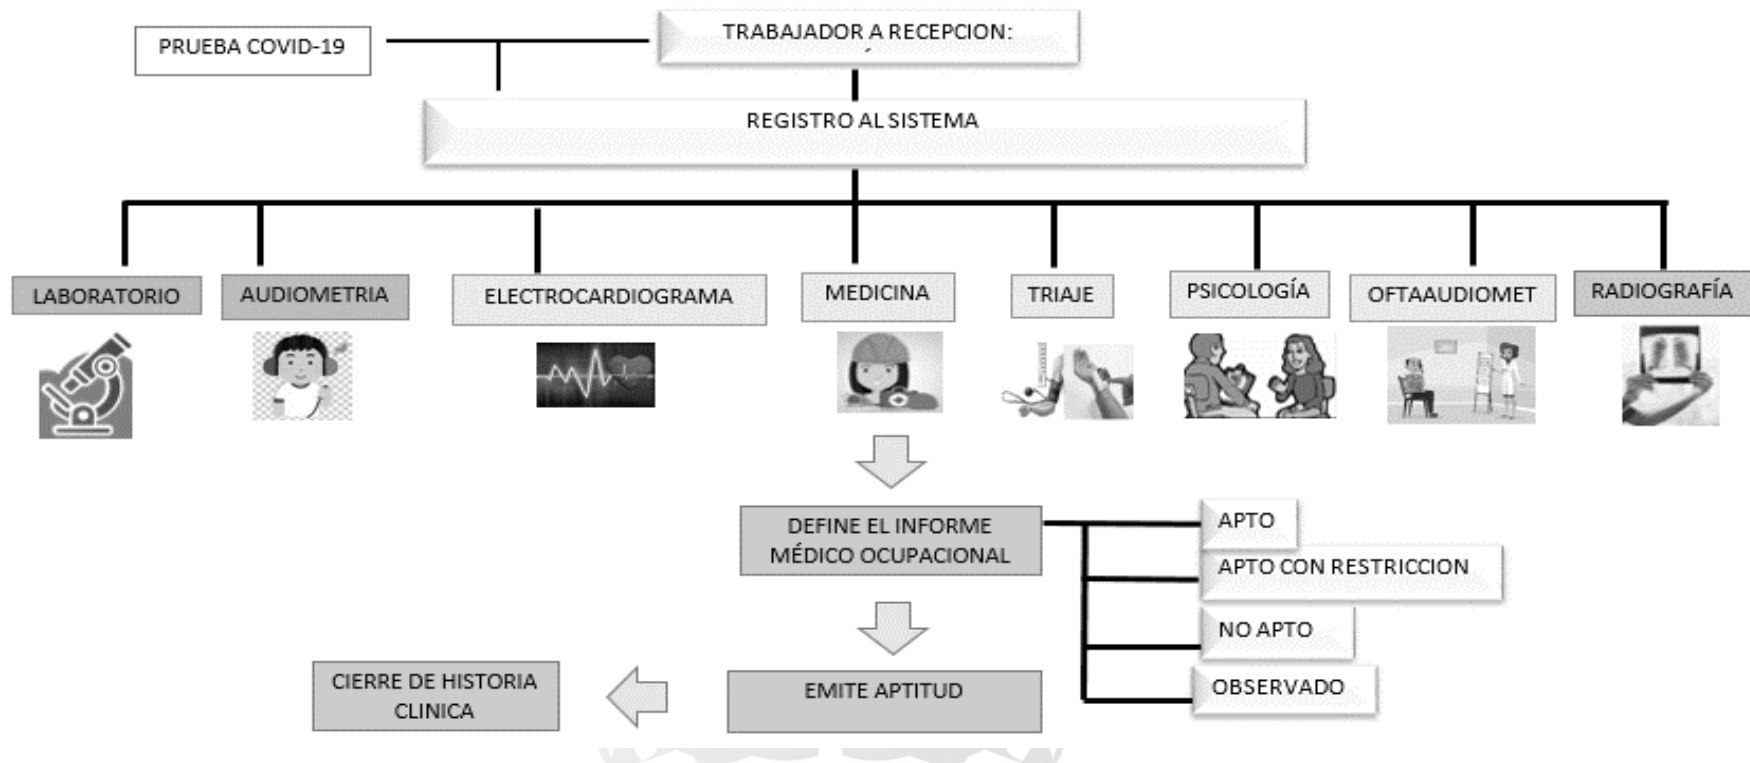 PRUEBA COVID-19
TRABAJADOR A RECEPCION:
REGISTRO AL SISTEMA
LABORATORIO
AUDIOMETRIA
ELECTROCARDIOGRAMA
MEDICINA
TRIAJE
PSICOLOGÍA
OFTAAUDIOMET
RADIOGRAFÍA
DEFINE EL INFORME
MÉDICO OCUPACIONAL
APTO
APTO CON RESTRICCION
NO APTO
OBSERVADO
EMITE APTITUD
CIERRE DE HISTORIA
CLINICA